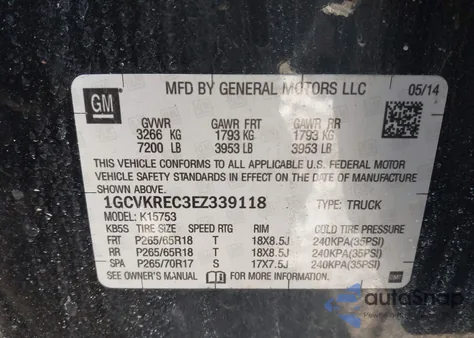 GM
MFD BY GENERAL MOTORS LLC 05/14
GVWR GAWR FRT GAWR RR
3266 KG 1793 KG 1793 KG
7200 LB 3953 LB 3953 LB
THIS VEHICLE CONFORMS TO ALL APPLICABLE U.S. FEDERAL MOTOR
VEHICLE SAFETY STANDARDS IN EFFECT ON THE DATE OF MANUFACTURE
SHOWN ABOVE.
1GCVKREC3EZ339118 TYPE: TRUCK
MODEL: K15753
KB5S TIRE SIZE SPEED RTG RIM COLD TIRE PRESSURE
FRT P265/65R18 T 18X8.5J 240KPA(35PSI)
RR P265/65R18 T 18X8.5J 240KPA(35PSI)
SPA P265/70R17 S 17X7.5J 240KPA(35PSI)
SEE OWNER'S MANUAL FOR MORE INFORMATION GM
autoSnap